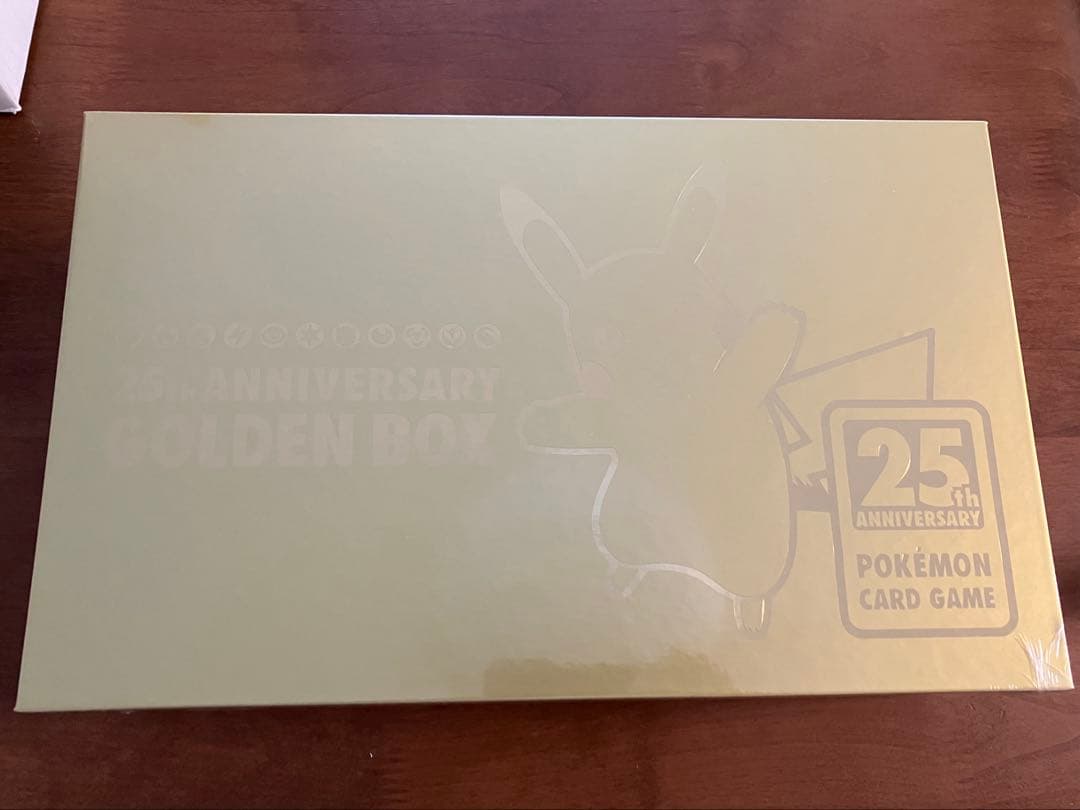 25th ANNIVERSARY
GOLDEN BOX
25th
ANNIVERSARY
POKÉMON
CARD GAME